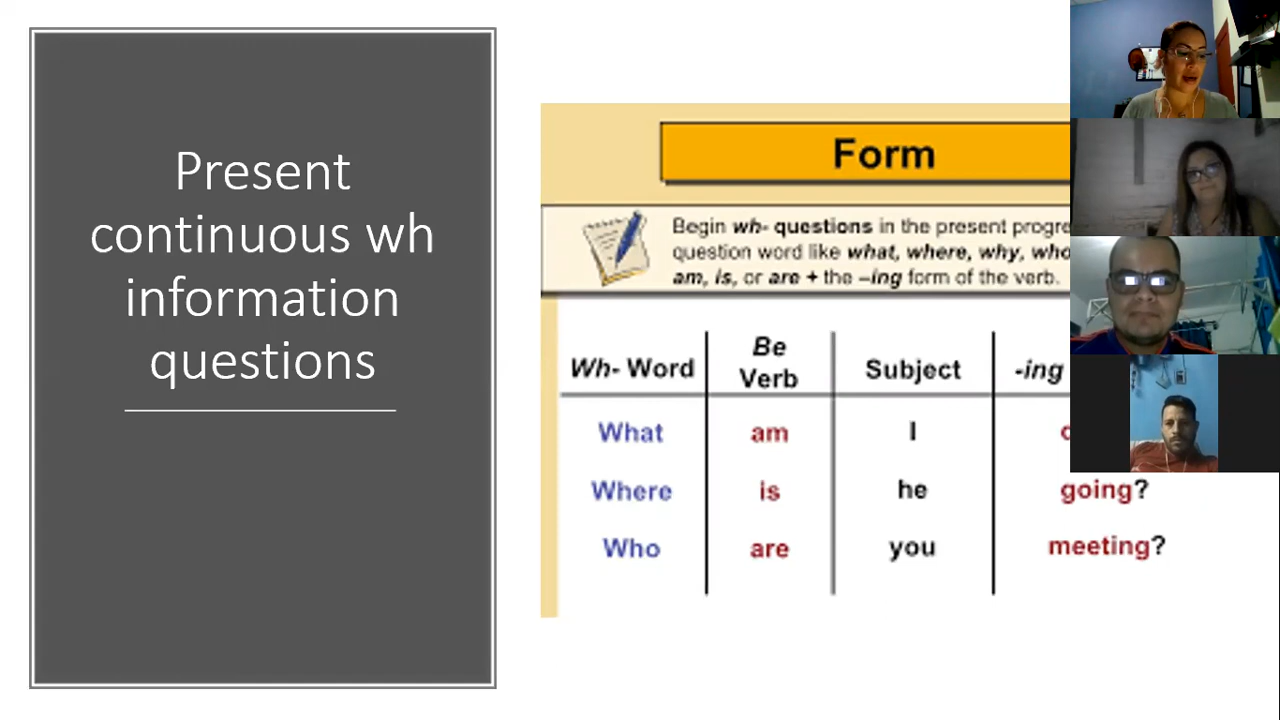 Present
continuous wh
information
questions
Form
Begin wh- questions in the present
question word like what, where, why,
am, is, or are + the –ing form of the verb.
Wh- Word Be Verb Subject -ing
What am I
Where is he going?
Who are you meeting?